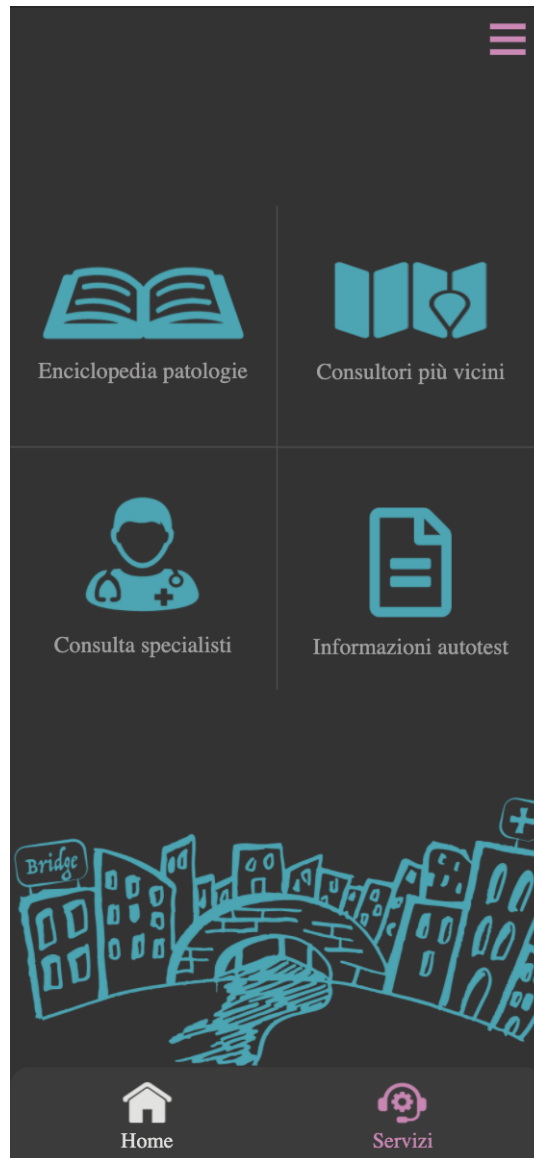 Enciclopedia patologie
Consultori più vicini
Consulta specialisti
Informazioni autotest
Bridge
Home
Servizi